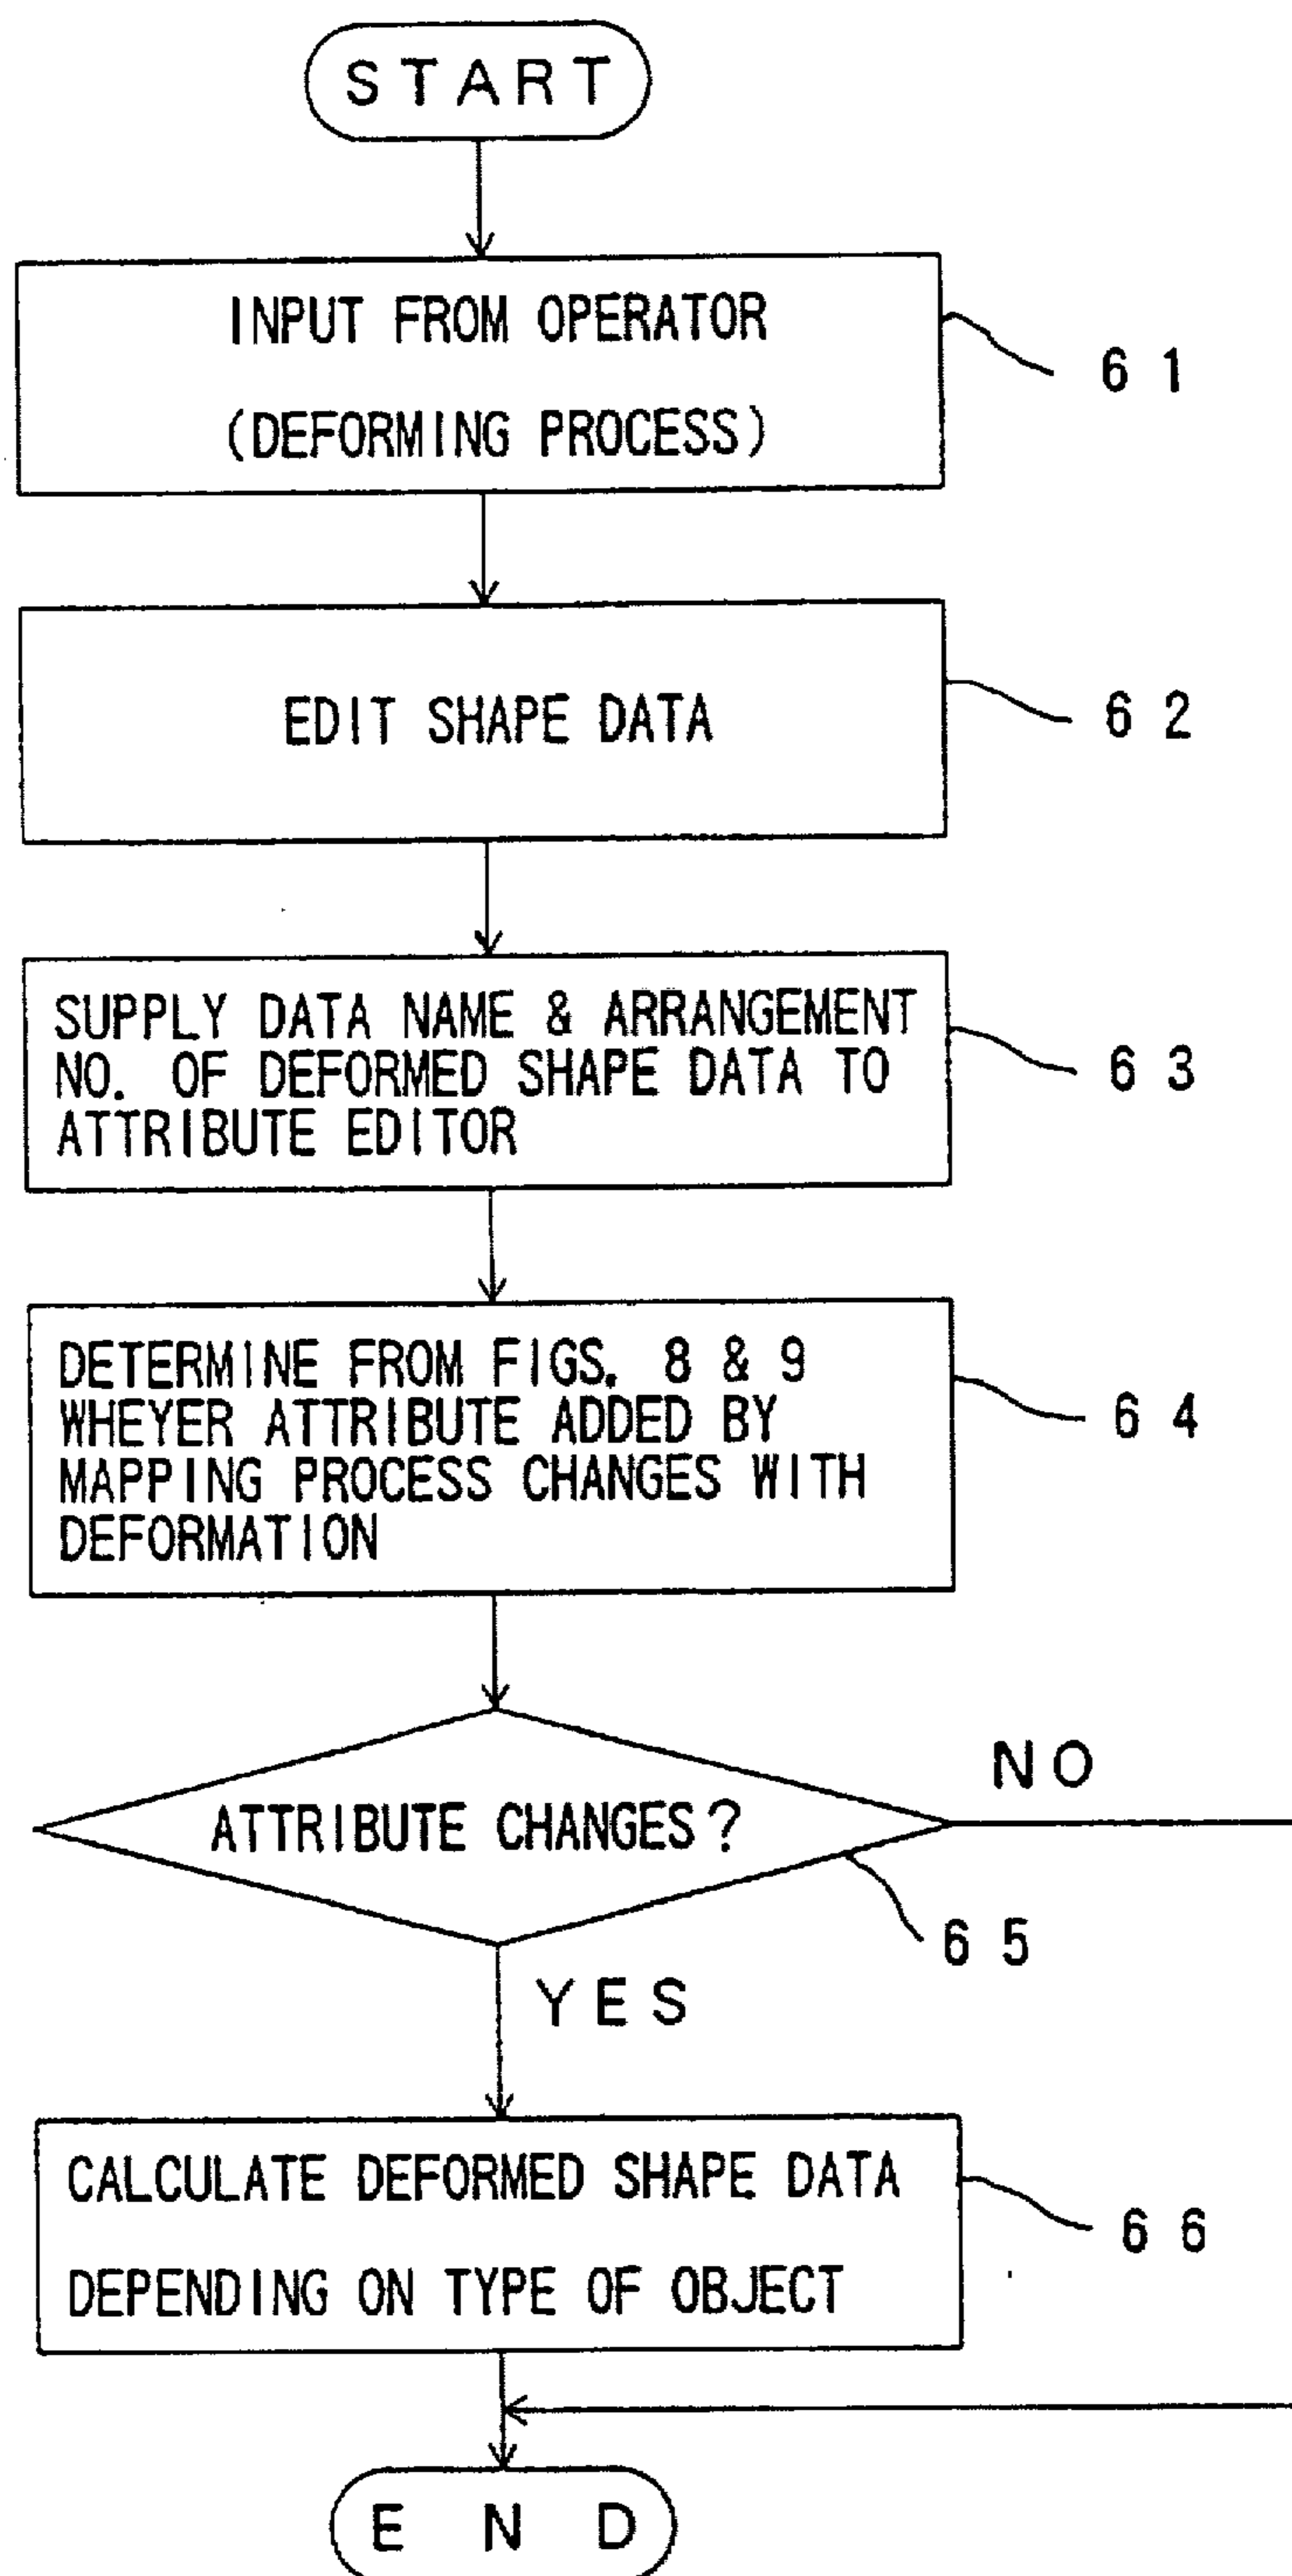 START
INPUT FROM OPERATOR
(DEFORMING PROCESS)
61
EDIT SHAPE DATA
62
SUPPLY DATA NAME & ARRANGEMENT
NO. OF DEFORMED SHAPE DATA TO
ATTRIBUTE EDITOR
63
DETERMINE FROM FIGS. 8 & 9
WHEYER ATTRIBUTE ADDED BY
MAPPING PROCESS CHANGES WITH
DEFORMATION
64
ATTRIBUTE CHANGES?
NO
65
YES
CALCULATE DEFORMED SHAPE DATA
DEPENDING ON TYPE OF OBJECT
66
END